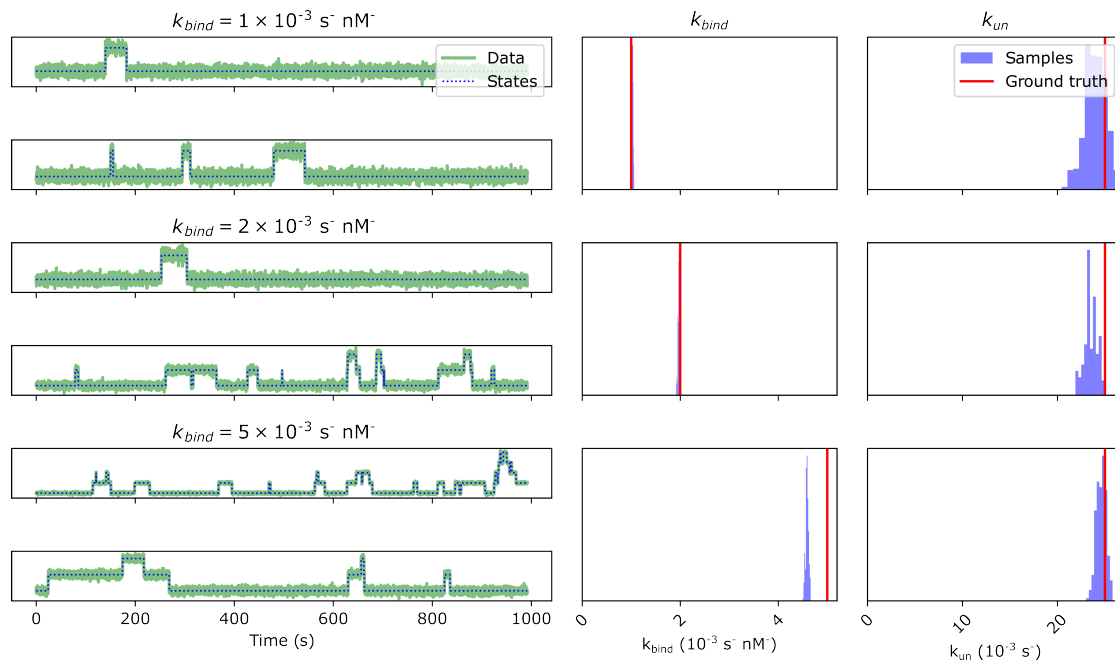 k_bind = 1 × 10⁻³ s⁻ nM⁻
k_bind
k_un
Data
States
Samples
Ground truth
k_bind = 2 × 10⁻³ s⁻ nM⁻
k_bind = 5 × 10⁻³ s⁻ nM⁻
0 200 400 600 800 1000
0 2 4
0 10 20
Time (s)
k_bind (10⁻³ s⁻ nM⁻)
k_un (10⁻³ s⁻)